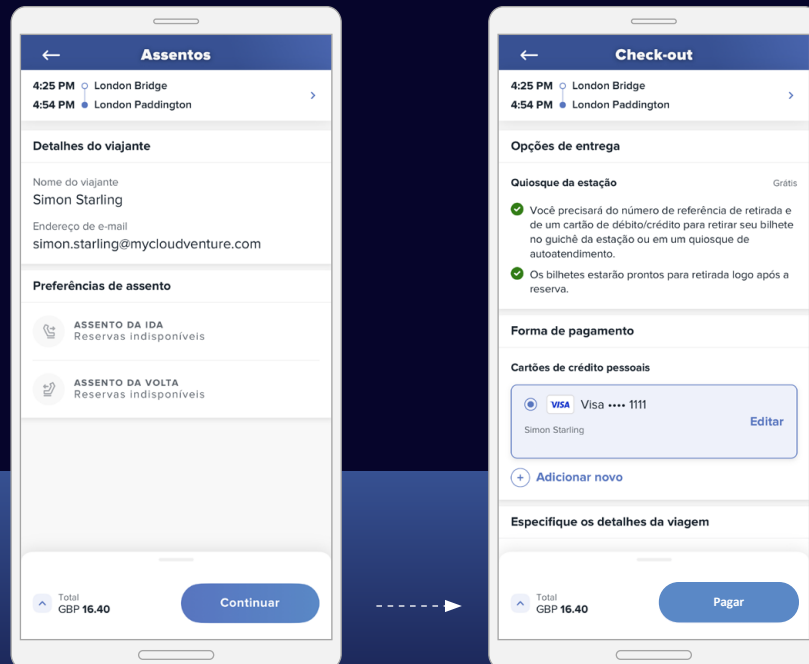 Assentos
4:25 PM London Bridge
4:54 PM London Paddington
Detalhes do viajante
Nome do viajante
Simon Starling
Endereço de e-mail
simon.starling@mycloudventure.com
Preferências de assento
ASSENTO DA IDA
Reservas indisponíveis
ASSENTO DA VOLTA
Reservas indisponíveis
Total
GBP 16.40
Continuar
Check-out
4:25 PM London Bridge
4:54 PM London Paddington
Opções de entrega
Quiosque da estação Grátis
Você precisará do número de referência de retirada e
de um cartão de débito/crédito para retirar seu bilhete
no guichê da estação ou em um quiosque de
autoatendimento.
Os bilhetes estarão prontos para retirada logo após a
reserva.
Forma de pagamento
Cartões de crédito pessoais
VISA Visa •••• 1111
Simon Starling
Editar
+ Adicionar novo
Especifique os detalhes da viagem
Total
GBP 16.40
Pagar